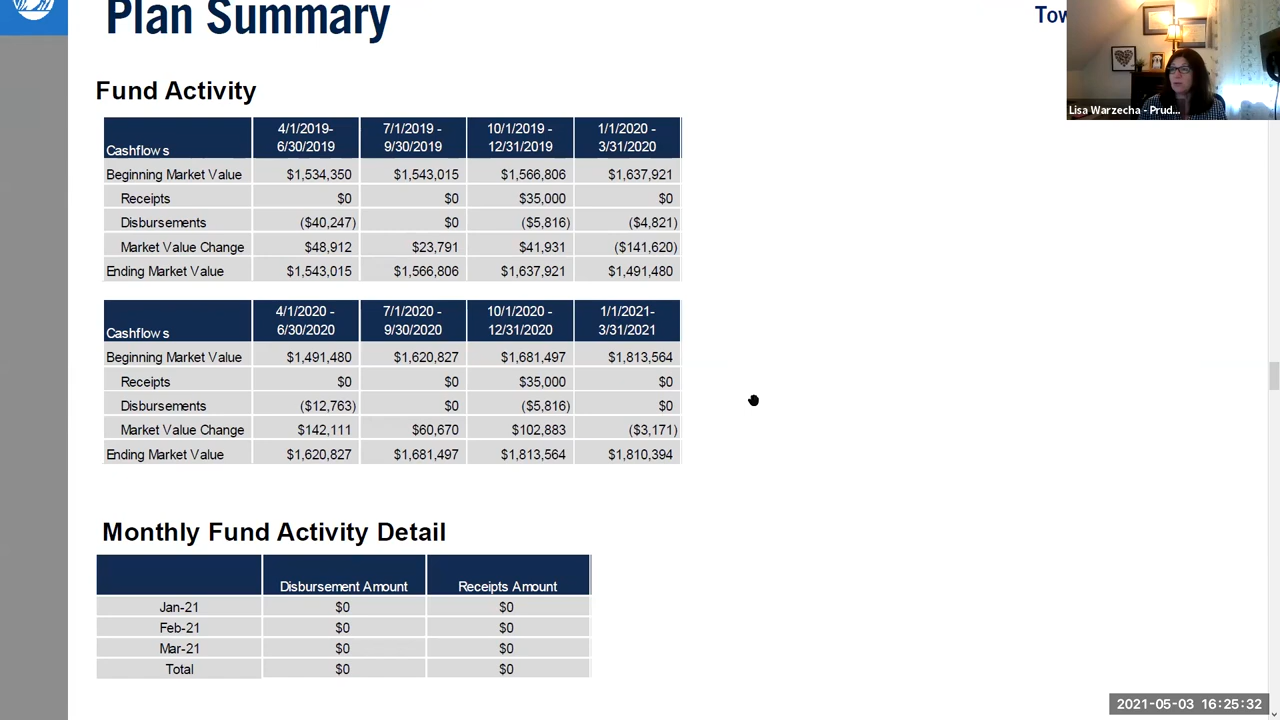 Plan Summary
Tow
Lisa Warzecha - Prud...
Fund Activity
Cashflows 4/1/2019- 6/30/2019 7/1/2019 - 9/30/2019 10/1/2019 - 12/31/2019 1/1/2020 - 3/31/2020
Beginning Market Value $1,534,350 $1,543,015 $1,566,806 $1,637,921
Receipts $0 $0 $35,000 $0
Disbursements ($40,247) $0 ($5,816) ($4,821)
Market Value Change $48,912 $23,791 $41,931 ($141,620)
Ending Market Value $1,543,015 $1,566,806 $1,637,921 $1,491,480
Cashflows 4/1/2020 - 6/30/2020 7/1/2020 - 9/30/2020 10/1/2020 - 12/31/2020 1/1/2021- 3/31/2021
Beginning Market Value $1,491,480 $1,620,827 $1,681,497 $1,813,564
Receipts $0 $0 $35,000 $0
Disbursements ($12,763) $0 ($5,816) $0
Market Value Change $142,111 $60,670 $102,883 ($3,171)
Ending Market Value $1,620,827 $1,681,497 $1,813,564 $1,810,394
Monthly Fund Activity Detail
Disbursement Amount Receipts Amount
Jan-21 $0 $0
Feb-21 $0 $0
Mar-21 $0 $0
Total $0 $0
2021-05-03 16:25:32